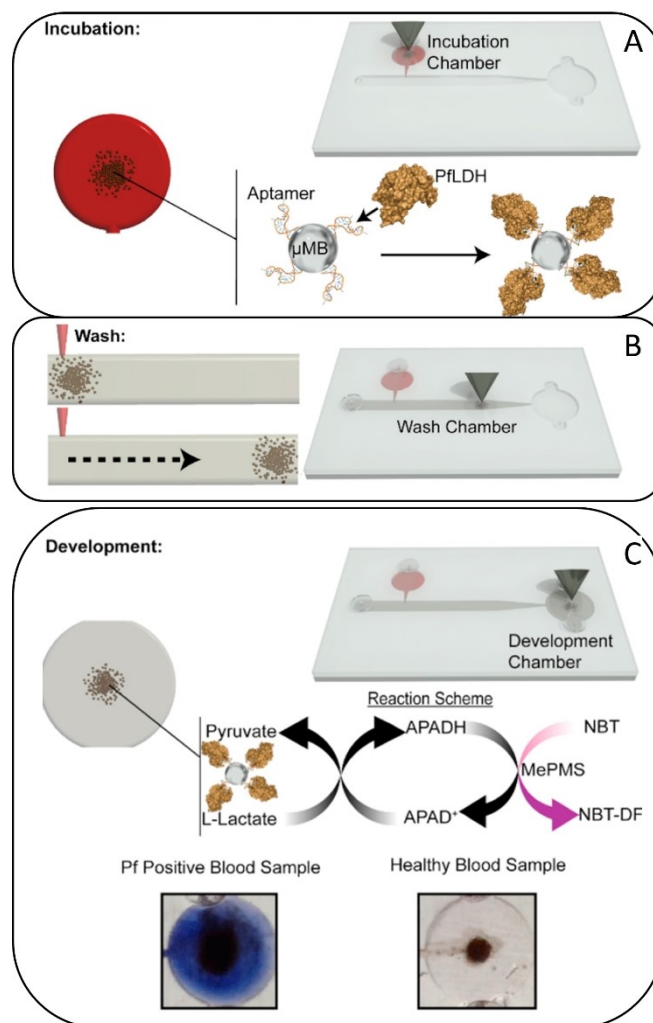 Incubation:
A
Incubation
Chamber
Aptamer
PfLDH
µMB
Wash:
B
Wash Chamber
Development:
C
Development
Chamber
Reaction Scheme
Pyruvate
APADH
NBT
MePMS
L-Lactate
APAD⁺
NBT-DF
Pf Positive Blood Sample
Healthy Blood Sample